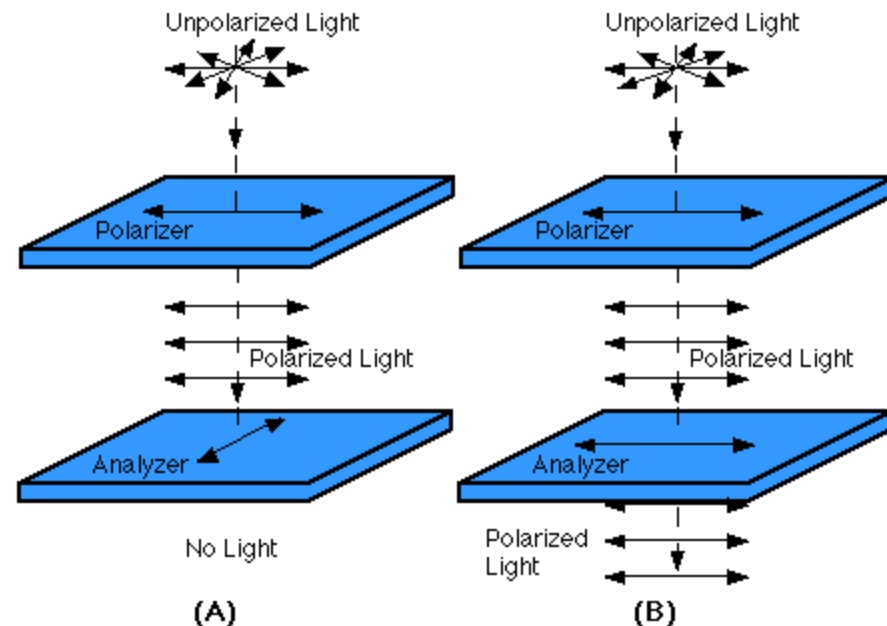 Unpolarized Light
Polarizer
Polarized Light
Analyzer
No Light
(A)
Unpolarized Light
Polarizer
Polarized Light
Analyzer
Polarized
Light
(B)